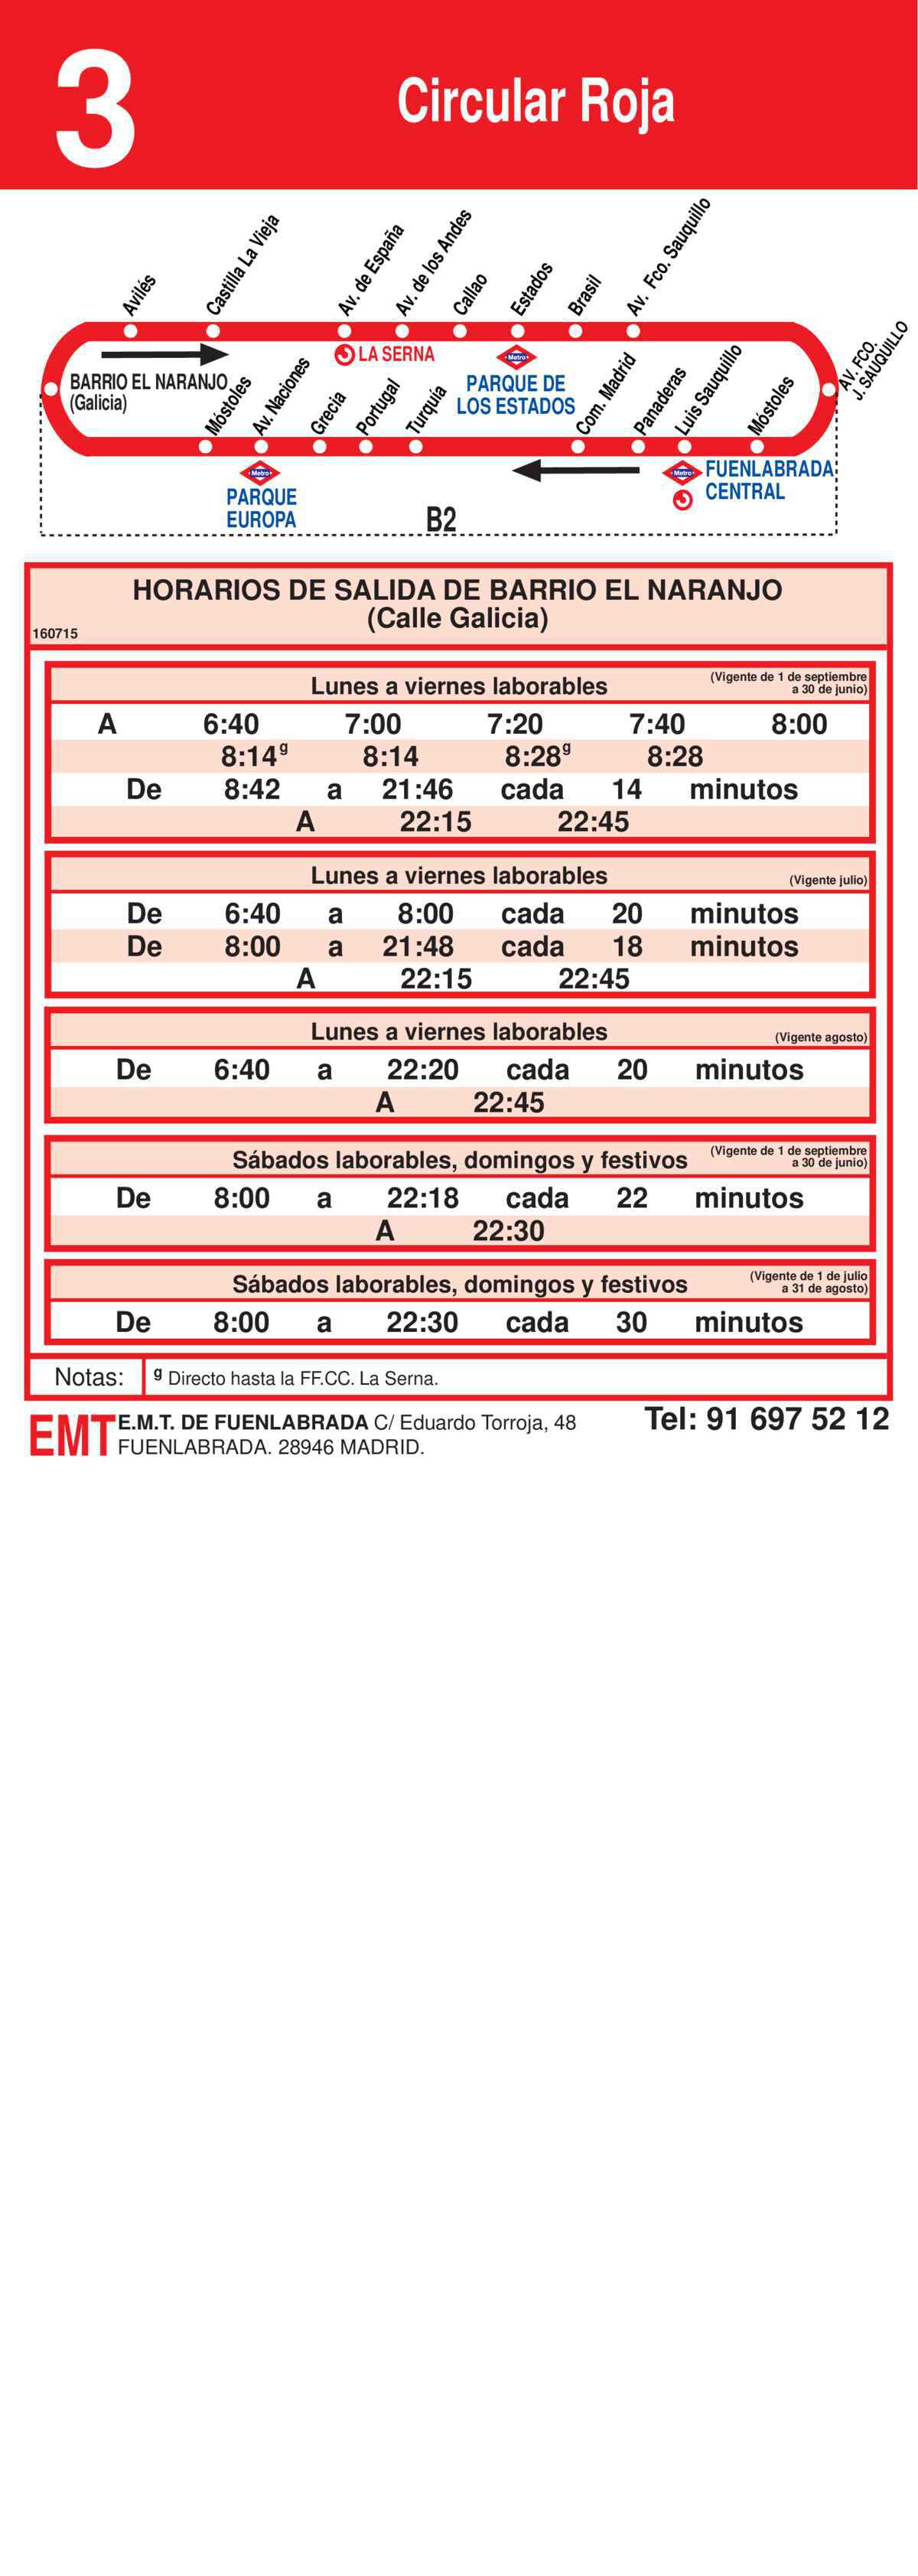 3
Circular Roja
Avilés
Castilla La Vieja
Av. de España
Av. de los Andes
Callao
Estados
Brasil
Av. Fco. Sauquillo
LA SERNA
Metro
PARQUE DE
LOS ESTADOS
BARRIO EL NARANJO
(Galicia)
AV. FCO.
J. SAUQUILLO
Móstoles
Av. Naciones
Grecia
Portugal
Turquía
Com. Madrid
Panaderas
Luis Sauquillo
Móstoles
Metro
PARQUE
EUROPA
Metro
FUENLABRADA
CENTRAL
B2
HORARIOS DE SALIDA DE BARRIO EL NARANJO
(Calle Galicia)
160715
Lunes a viernes laborables (Vigente de 1 de septiembre
a 30 de junio)
A 6:40 7:00 7:20 7:40 8:00
8:14g 8:14 8:28g 8:28
De 8:42 a 21:46 cada 14 minutos
A 22:15 22:45
Lunes a viernes laborables (Vigente julio)
De 6:40 a 8:00 cada 20 minutos
De 8:00 a 21:48 cada 18 minutos
A 22:15 22:45
Lunes a viernes laborables (Vigente agosto)
De 6:40 a 22:20 cada 20 minutos
A 22:45
Sábados laborables, domingos y festivos (Vigente de 1 de septiembre
a 30 de junio)
De 8:00 a 22:18 cada 22 minutos
A 22:30
Sábados laborables, domingos y festivos (Vigente de 1 de julio
a 31 de agosto)
De 8:00 a 22:30 cada 30 minutos
Notas: g Directo hasta la FF.CC. La Serna.
EMT E.M.T. DE FUENLABRADA C/ Eduardo Torroja, 48
FUENLABRADA. 28946 MADRID.
Tel: 91 697 52 12